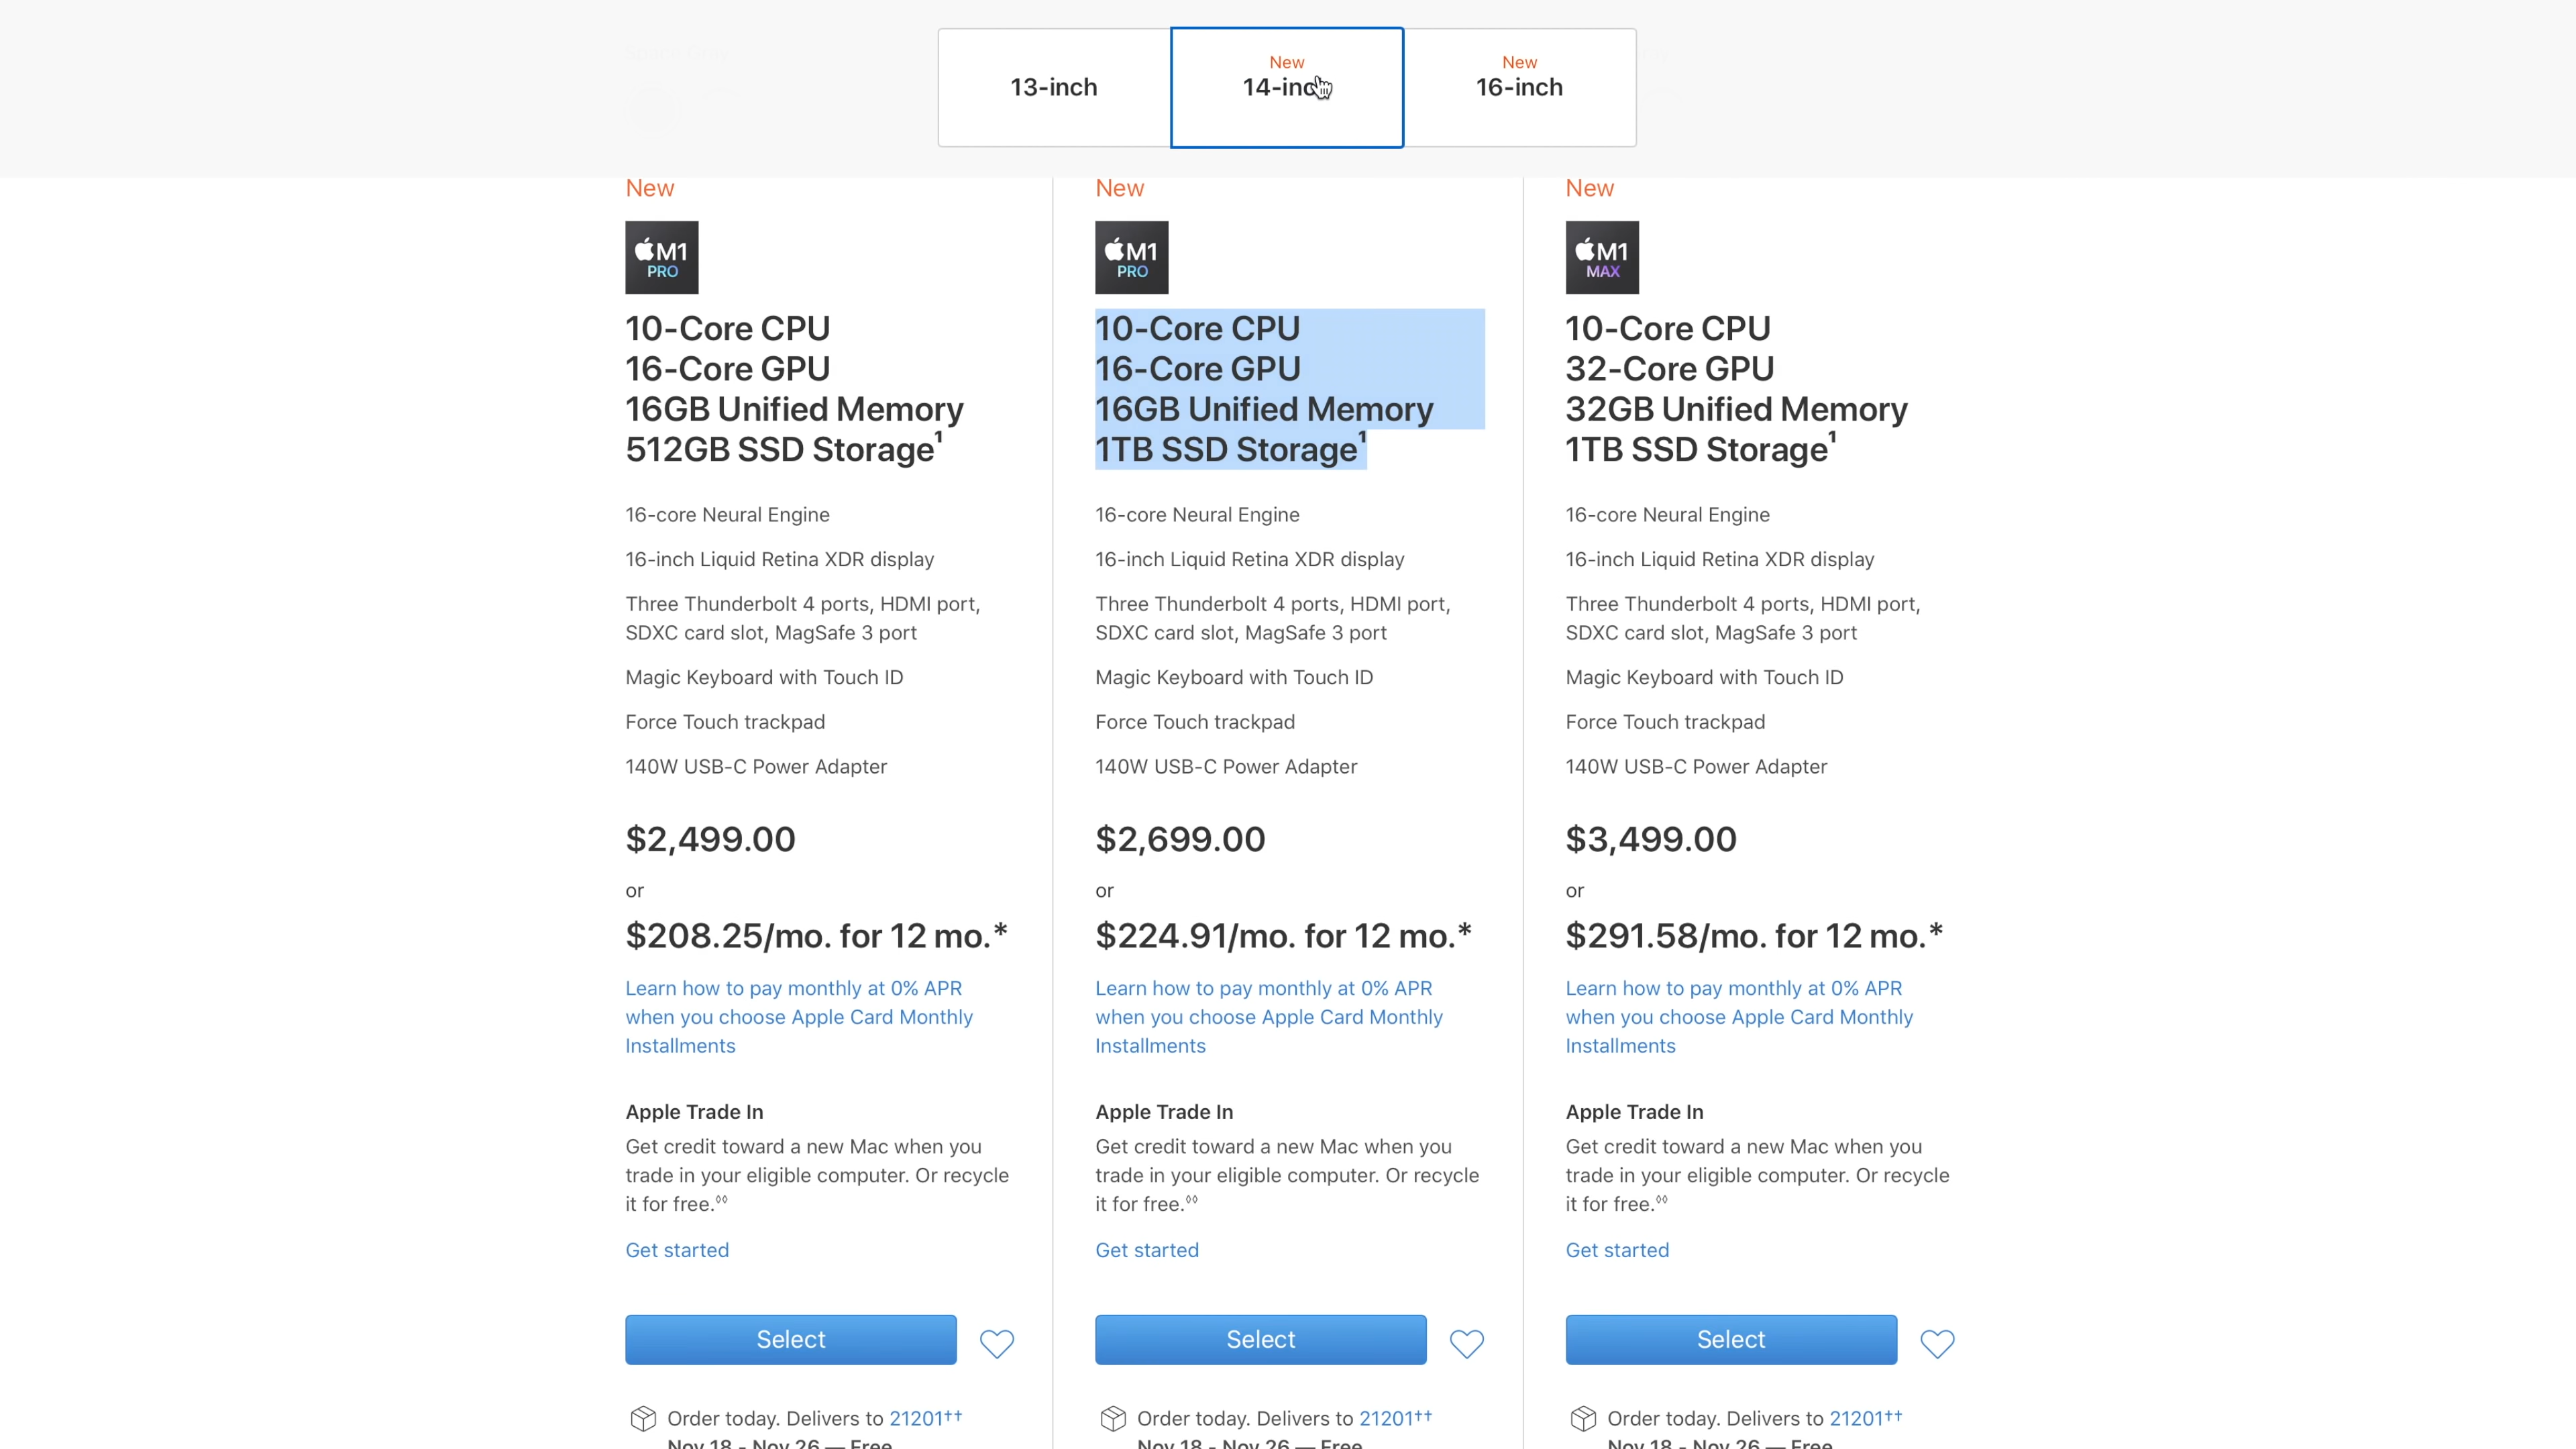 13-inch
New
14-inc
New
16-inch
New
M1
PRO
10-Core CPU
16-Core GPU
16GB Unified Memory
512GB SSD Storage¹
16-core Neural Engine
16-inch Liquid Retina XDR display
Three Thunderbolt 4 ports, HDMI port,
SDXC card slot, MagSafe 3 port
Magic Keyboard with Touch ID
Force Touch trackpad
140W USB-C Power Adapter
$2,499.00
or
$208.25/mo. for 12 mo.*
Learn how to pay monthly at 0% APR
when you choose Apple Card Monthly
Installments
Apple Trade In
Get credit toward a new Mac when you
trade in your eligible computer. Or recycle
it for free.◊◊
Get started
Select
Order today. Delivers to 21201††
Nov 18 - Nov 26 — Free
New
M1
PRO
10-Core CPU
16-Core GPU
16GB Unified Memory
1TB SSD Storage¹
16-core Neural Engine
16-inch Liquid Retina XDR display
Three Thunderbolt 4 ports, HDMI port,
SDXC card slot, MagSafe 3 port
Magic Keyboard with Touch ID
Force Touch trackpad
140W USB-C Power Adapter
$2,699.00
or
$224.91/mo. for 12 mo.*
Learn how to pay monthly at 0% APR
when you choose Apple Card Monthly
Installments
Apple Trade In
Get credit toward a new Mac when you
trade in your eligible computer. Or recycle
it for free.◊◊
Get started
Select
Order today. Delivers to 21201††
Nov 18 - Nov 26 — Free
New
M1
MAX
10-Core CPU
32-Core GPU
32GB Unified Memory
1TB SSD Storage¹
16-core Neural Engine
16-inch Liquid Retina XDR display
Three Thunderbolt 4 ports, HDMI port,
SDXC card slot, MagSafe 3 port
Magic Keyboard with Touch ID
Force Touch trackpad
140W USB-C Power Adapter
$3,499.00
or
$291.58/mo. for 12 mo.*
Learn how to pay monthly at 0% APR
when you choose Apple Card Monthly
Installments
Apple Trade In
Get credit toward a new Mac when you
trade in your eligible computer. Or recycle
it for free.◊◊
Get started
Select
Order today. Delivers to 21201††
Nov 18 - Nov 26 — Free